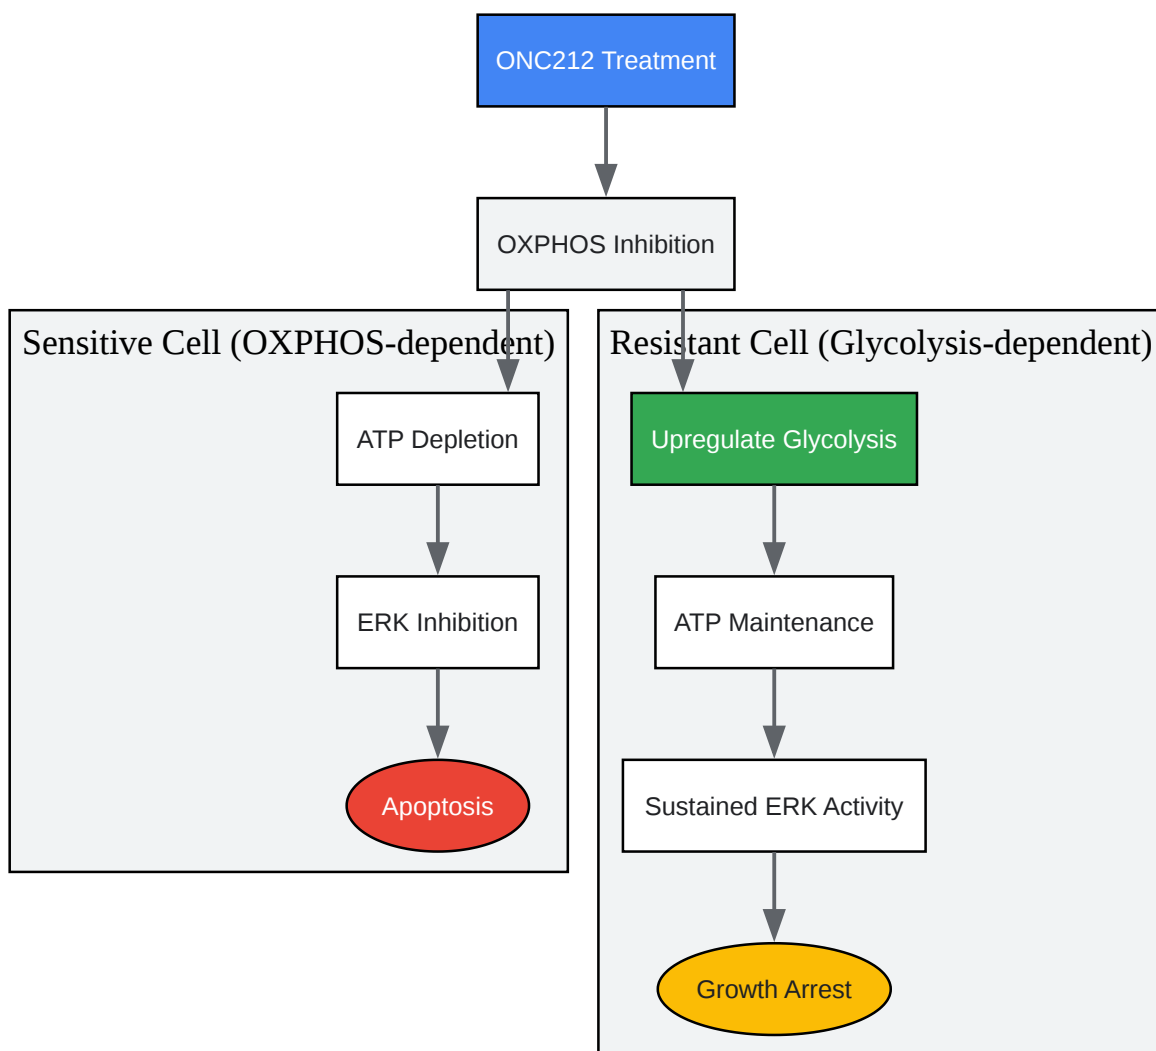 ONC212 Treatment
OXPHOS Inhibition
Sensitive Cell (OXPHOS-dependent)
ATP Depletion
ERK Inhibition
Apoptosis
Resistant Cell (Glycolysis-dependent)
Upregulate Glycolysis
ATP Maintenance
Sustained ERK Activity
Growth Arrest